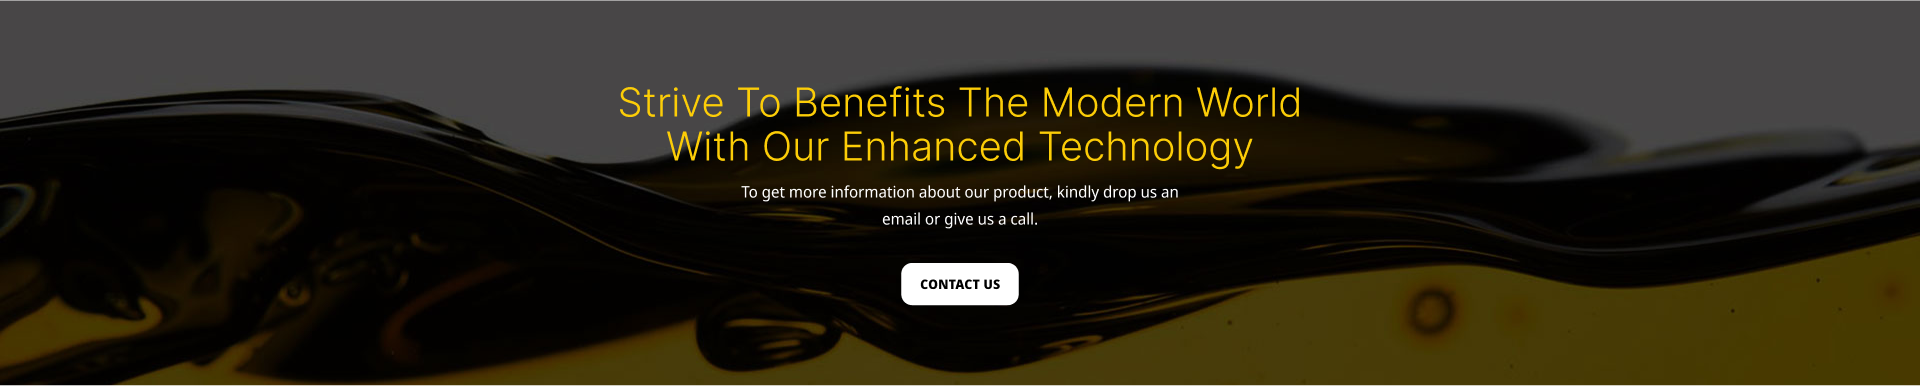 Strive To Benefits The Modern World
With Our Enhanced Technology
To get more information about our product, kindly drop us an
email or give us a call.
CONTACT US